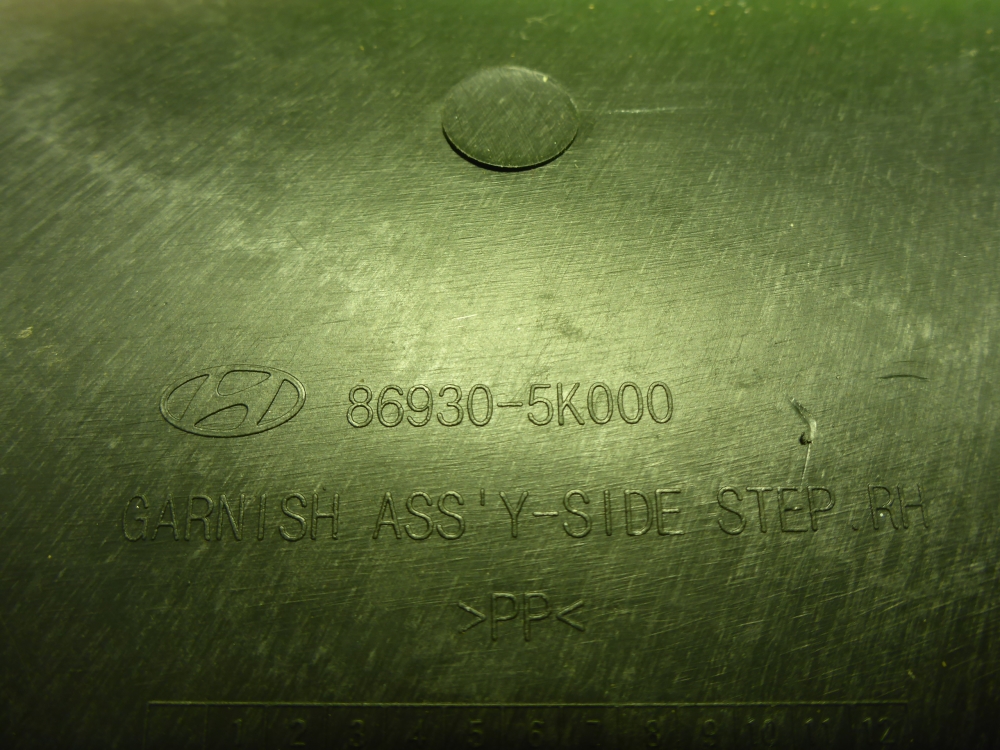 86930-5K000
GARNISH ASS'Y-SIDE STEP.RH
>PP<
1 2 3 4 5 6 7 8 9 10 11 12